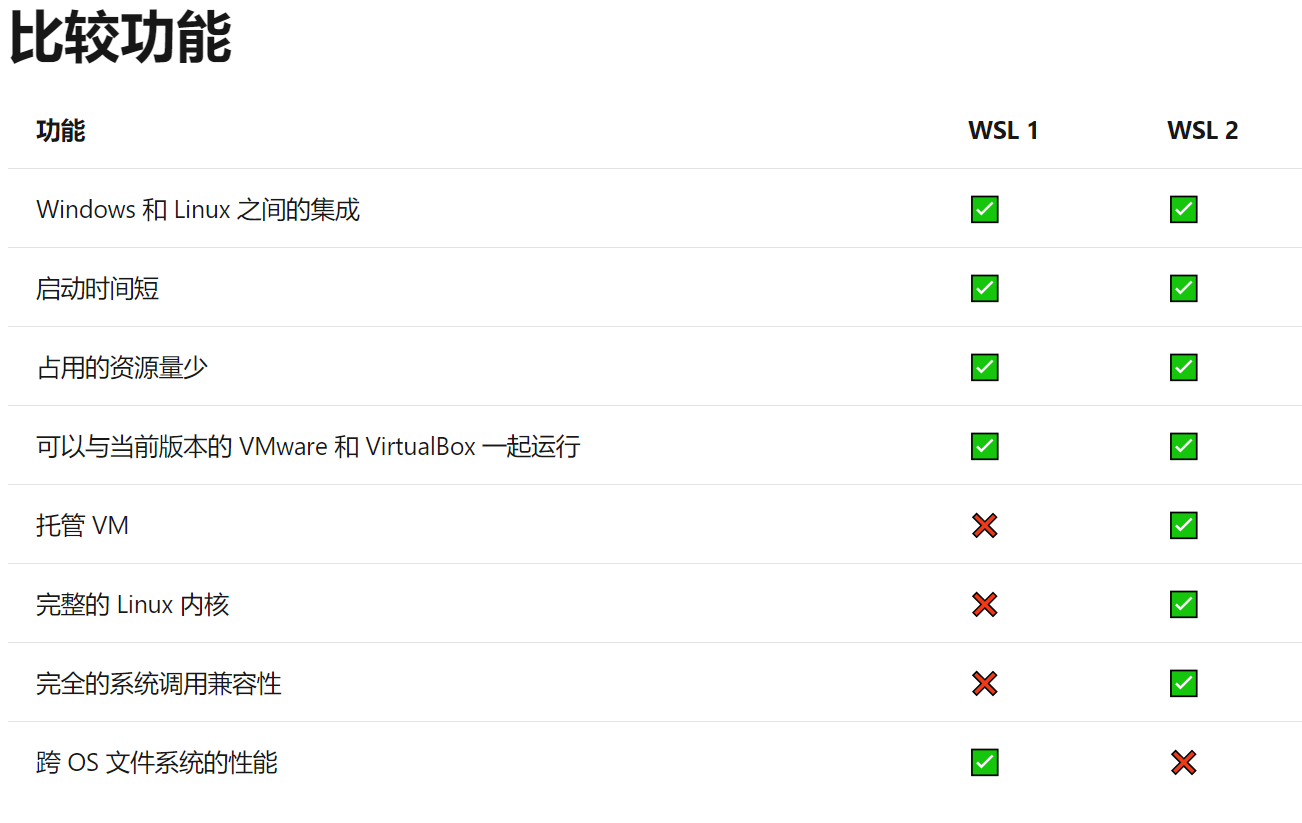 比较功能
功能 WSL 1 WSL 2
Windows 和 Linux 之间的集成 ✅ ✅
启动时间短 ✅ ✅
占用的资源量少 ✅ ✅
可以与当前版本的 VMware 和 VirtualBox 一起运行 ✅ ✅
托管 VM ❌ ✅
完整的 Linux 内核 ❌ ✅
完全的系统调用兼容性 ❌ ✅
跨 OS 文件系统的性能 ✅ ❌